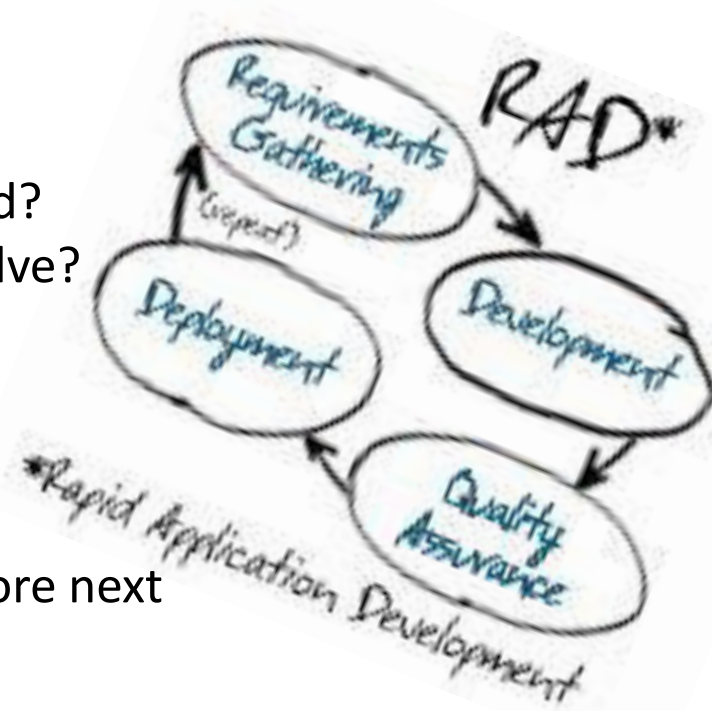 RAD*
Requirements
Gathering
d?
(repeat)
lve?
Deployment
Development
Quality
Assurance
*Rapid Application Development
ore next